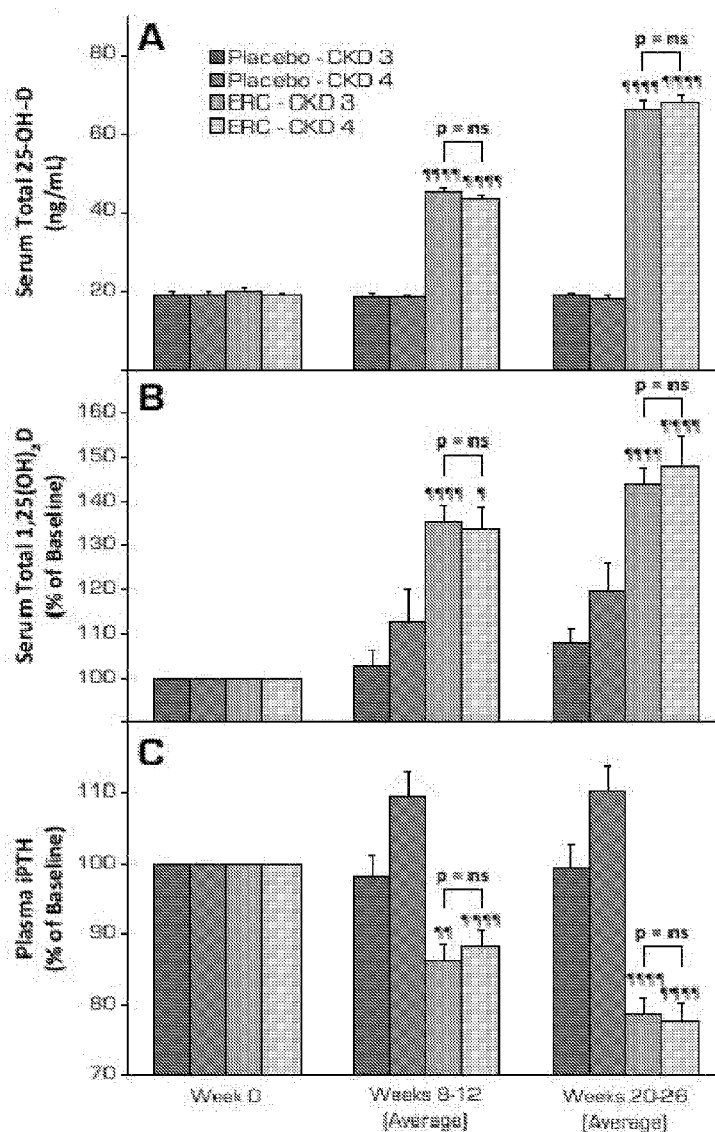 A
Placebo - CKD 3
Placebo - CKD 4
ERC - CKD 3
ERC - CKD 4
p = ns
¶¶¶¶ ¶¶¶¶
p = ns
¶¶¶¶ ¶¶¶¶
Serum Total 25-OH-D
(ng/mL)
80
60
40
20
B
p = ns
¶¶¶¶ ¶¶¶¶
p = ns
¶¶¶¶ ¶
Serum Total 1,25(OH)₂D
(% of Baseline)
160
150
140
130
120
110
100
C
p = ns
¶¶ ¶¶¶¶
p = ns
¶¶¶¶ ¶¶¶¶
Plasma iPTH
(% of Baseline)
110
100
90
80
70
Week 0
Weeks 8-12
[Average]
Weeks 20-26
[Average]